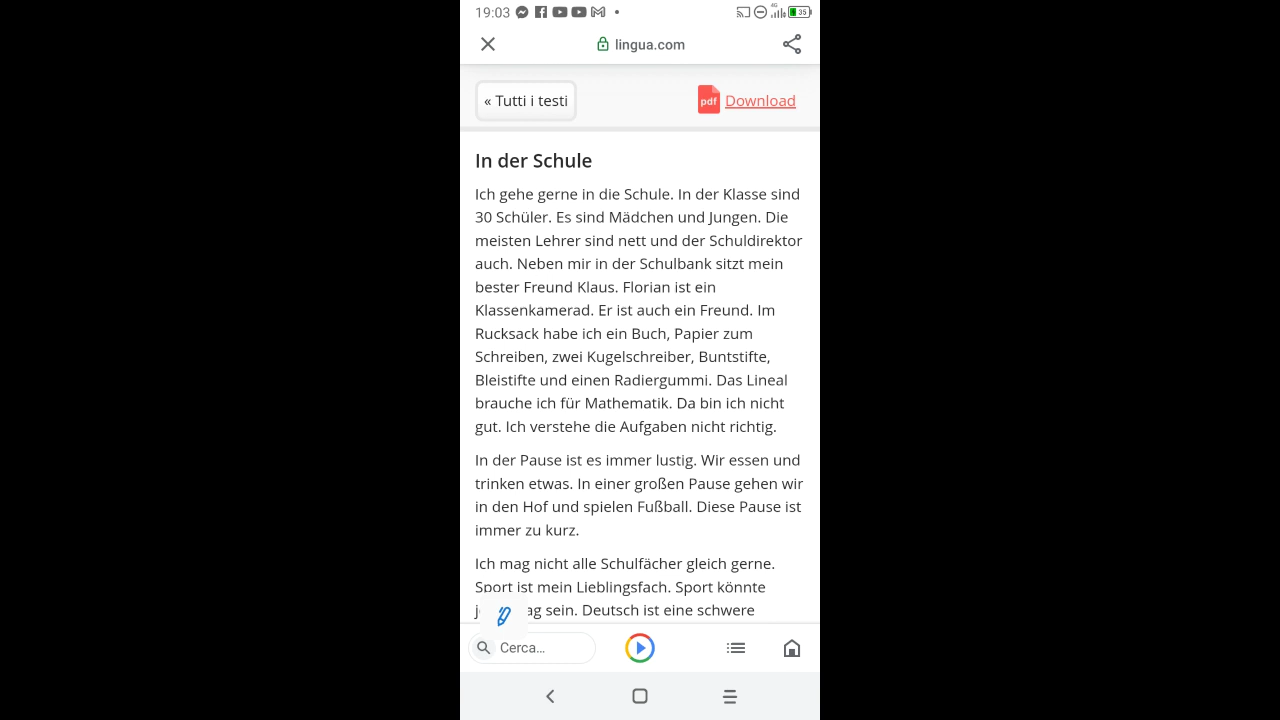 19:03
4G
35
lingua.com
« Tutti i testi
pdf
Download
In der Schule
Ich gehe gerne in die Schule. In der Klasse sind
30 Schüler. Es sind Mädchen und Jungen. Die
meisten Lehrer sind nett und der Schuldirektor
auch. Neben mir in der Schulbank sitzt mein
bester Freund Klaus. Florian ist ein
Klassenkamerad. Er ist auch ein Freund. Im
Rucksack habe ich ein Buch, Papier zum
Schreiben, zwei Kugelschreiber, Buntstifte,
Bleistifte und einen Radiergummi. Das Lineal
brauche ich für Mathematik. Da bin ich nicht
gut. Ich verstehe die Aufgaben nicht richtig.
In der Pause ist es immer lustig. Wir essen und
trinken etwas. In einer großen Pause gehen wir
in den Hof und spielen Fußball. Diese Pause ist
immer zu kurz.
Ich mag nicht alle Schulfächer gleich gerne.
Sport ist mein Lieblingsfach. Sport könnte
sein. Deutsch ist eine schwere
Cerca...